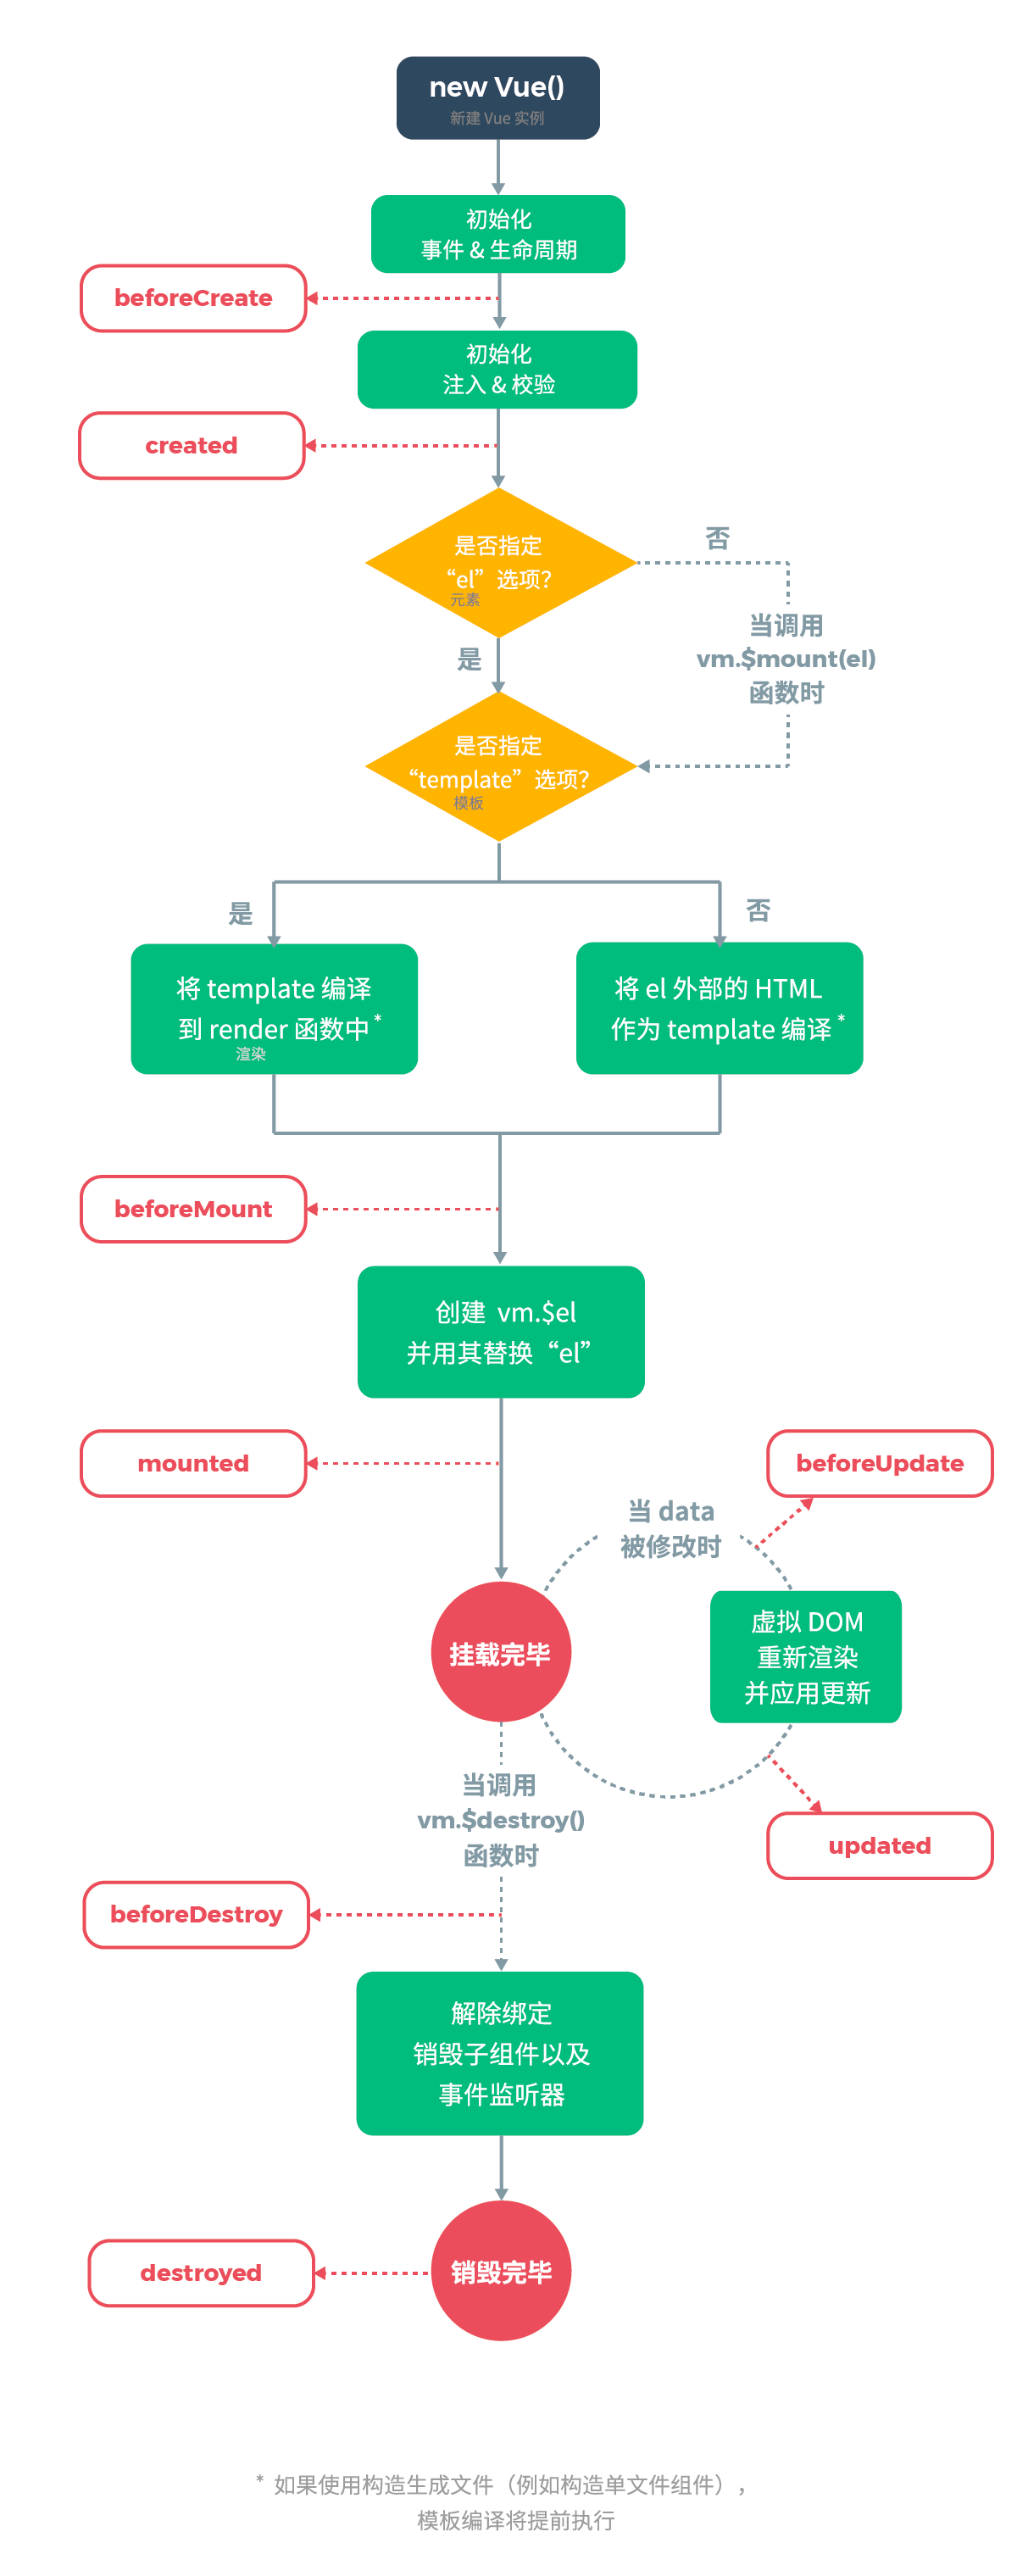 new Vue()
新建 Vue 实例
初始化
事件 & 生命周期
beforeCreate
初始化
注入 & 校验
created
是否指定
“el”选项?
元素
否
当调用
vm.$mount(el)
函数时
是
是否指定
“template”选项?
模板
是
否
将 template 编译
到 render 函数中*
渲染
将 el 外部的 HTML
作为 template 编译*
beforeMount
创建 vm.$el
并用其替换“el”
mounted
beforeUpdate
当 data
被修改时
挂载完毕
虚拟 DOM
重新渲染
并应用更新
当调用
vm.$destroy()
函数时
updated
beforeDestroy
解除绑定
销毁子组件以及
事件监听器
销毁完毕
destroyed
* 如果使用构造生成文件（例如构造单文件组件），
模板编译将提前执行